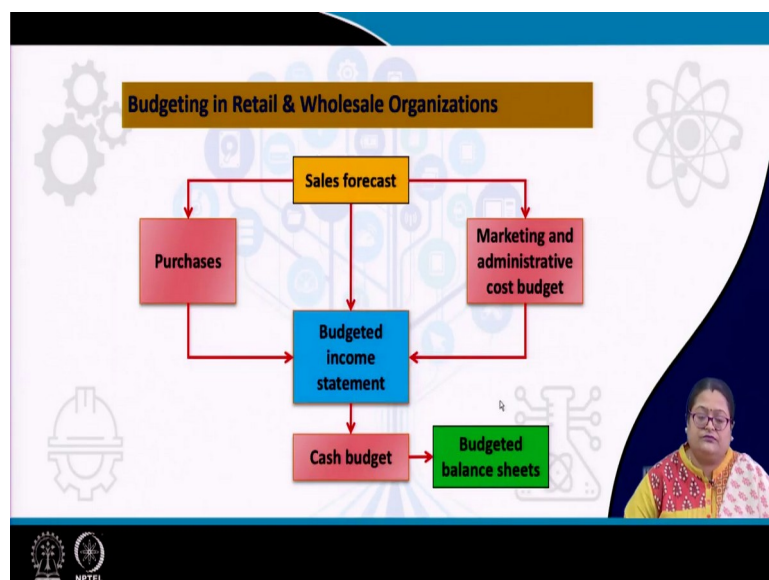 Budgeting in Retail & Wholesale Organizations
Sales forecast
Purchases
Marketing and
administrative
cost budget
Budgeted
income
statement
Cash budget
Budgeted
balance sheets
NPTEL